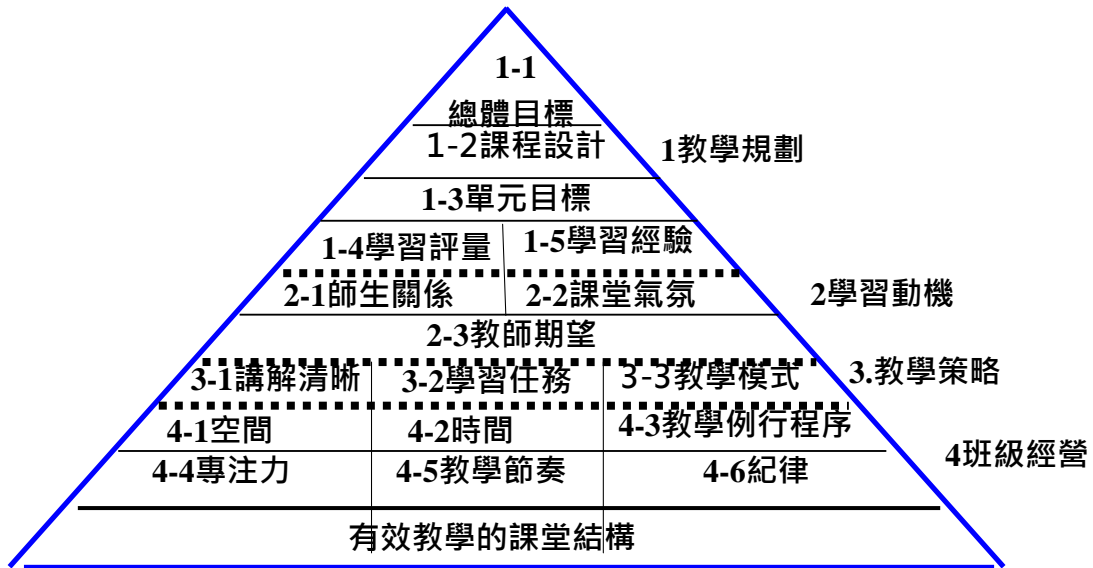 1-1
總體目標
1-2課程設計
1教學規劃
1-3單元目標
1-4學習評量
1-5學習經驗
2-1師生關係
2-2課堂氣氛
2學習動機
2-3教師期望
3-1講解清晰
3-2學習任務
3-3教學模式
3.教學策略
4-1空間
4-2時間
4-3教學例行程序
4班級經營
4-4專注力
4-5教學節奏
4-6紀律
有效教學的課堂結構